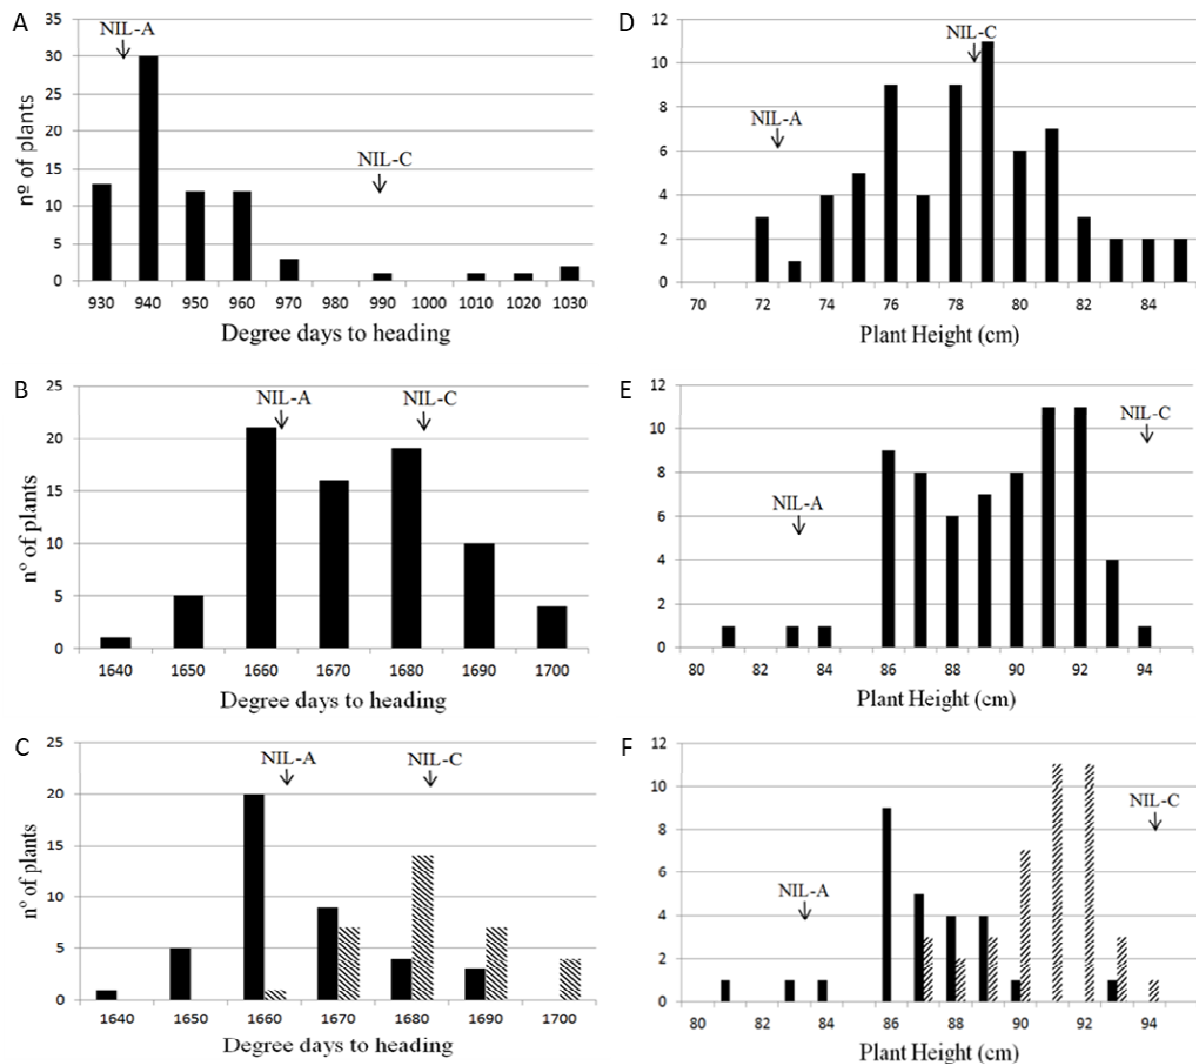 A
35
30
25
20
15
10
5
0
nº of plants
NIL-A
NIL-C
930 940 950 960 970 980 990 1000 1010 1020 1030
Degree days to heading
D
12
10
8
6
4
2
0
NIL-A
NIL-C
70 72 74 76 78 80 82 84
Plant Height (cm)
B
25
20
15
10
5
0
nº of plants
NIL-A
NIL-C
1640 1650 1660 1670 1680 1690 1700
Degree days to heading
E
12
10
8
6
4
2
0
NIL-A
NIL-C
80 82 84 86 88 90 92 94
Plant Height (cm)
C
25
20
15
10
5
0
nº of plants
NIL-A
NIL-C
1640 1650 1660 1670 1680 1690 1700
Degree days to heading
F
12
10
8
6
4
2
0
NIL-A
NIL-C
80 82 84 86 88 90 92 94
Plant Height (cm)